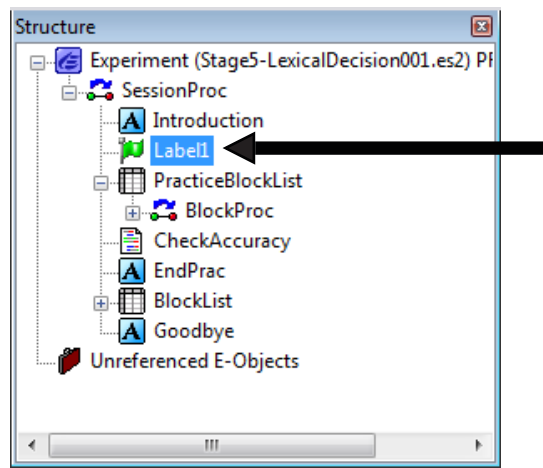 Structure
Experiment (Stage5-LexicalDecision001.es2) P
SessionProc
Introduction
Label1
PracticeBlockList
BlockProc
CheckAccuracy
EndPrac
BlockList
Goodbye
Unreferenced E-Objects